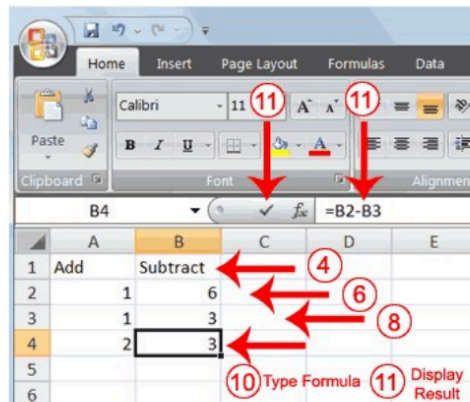 Home Insert Page Layout Formulas Data
Calibri 11 A A
Paste B I U A
Clipboard Font Alignmen
11 11
B4 fx =B2-B3
A B C D E
1 Add Subtract 4
2 1 6 6
3 1 3 8
4 2 3
5
10 Type Formula 11 Display
6 Result